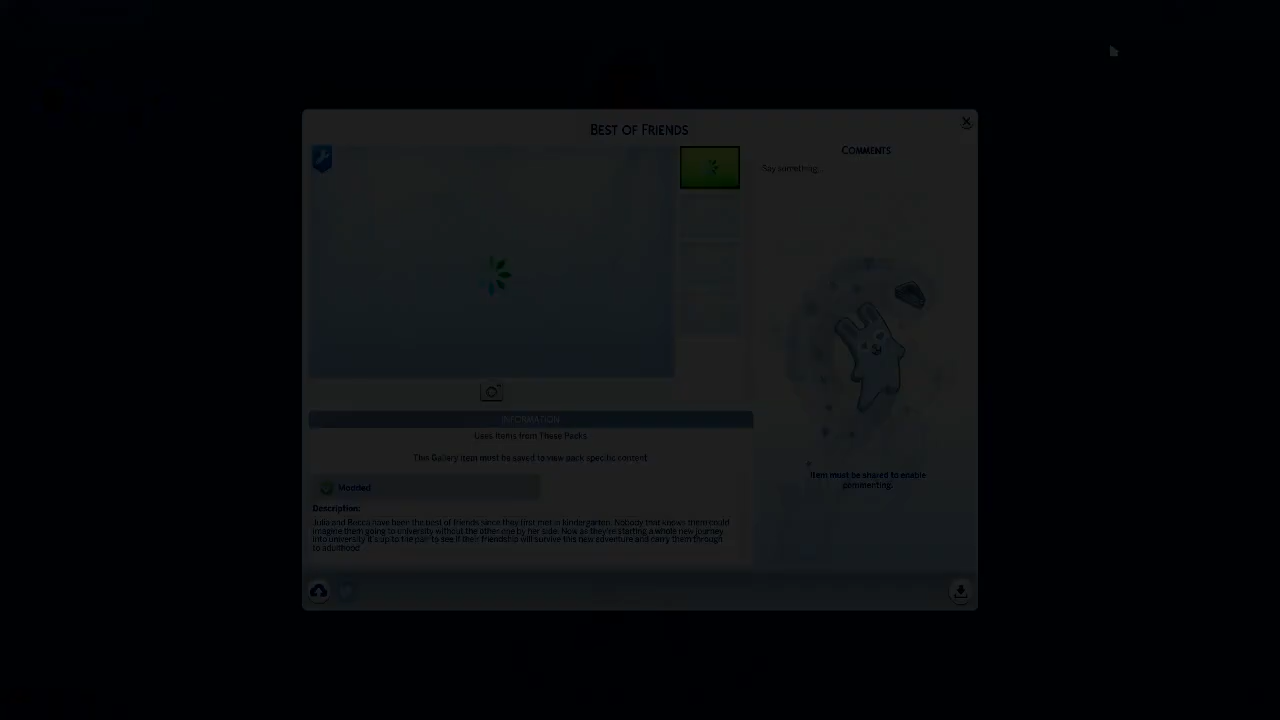 BEST OF FRIENDS
COMMENTS
Say something...
INFORMATION
Uses Items from These Packs
This Gallery item must be saved to view pack specific content
Modded
Description:
Julia and Becca have been the best of friends since they first met in kindergarten. Nobody that knows them could
imagine them going to university without the other one by her side. Now as they're starting a whole new journey
into university it's up to the pair to see if their friendship will survive this new adventure and carry them through
to adulthood
Item must be shared to enable
commenting.